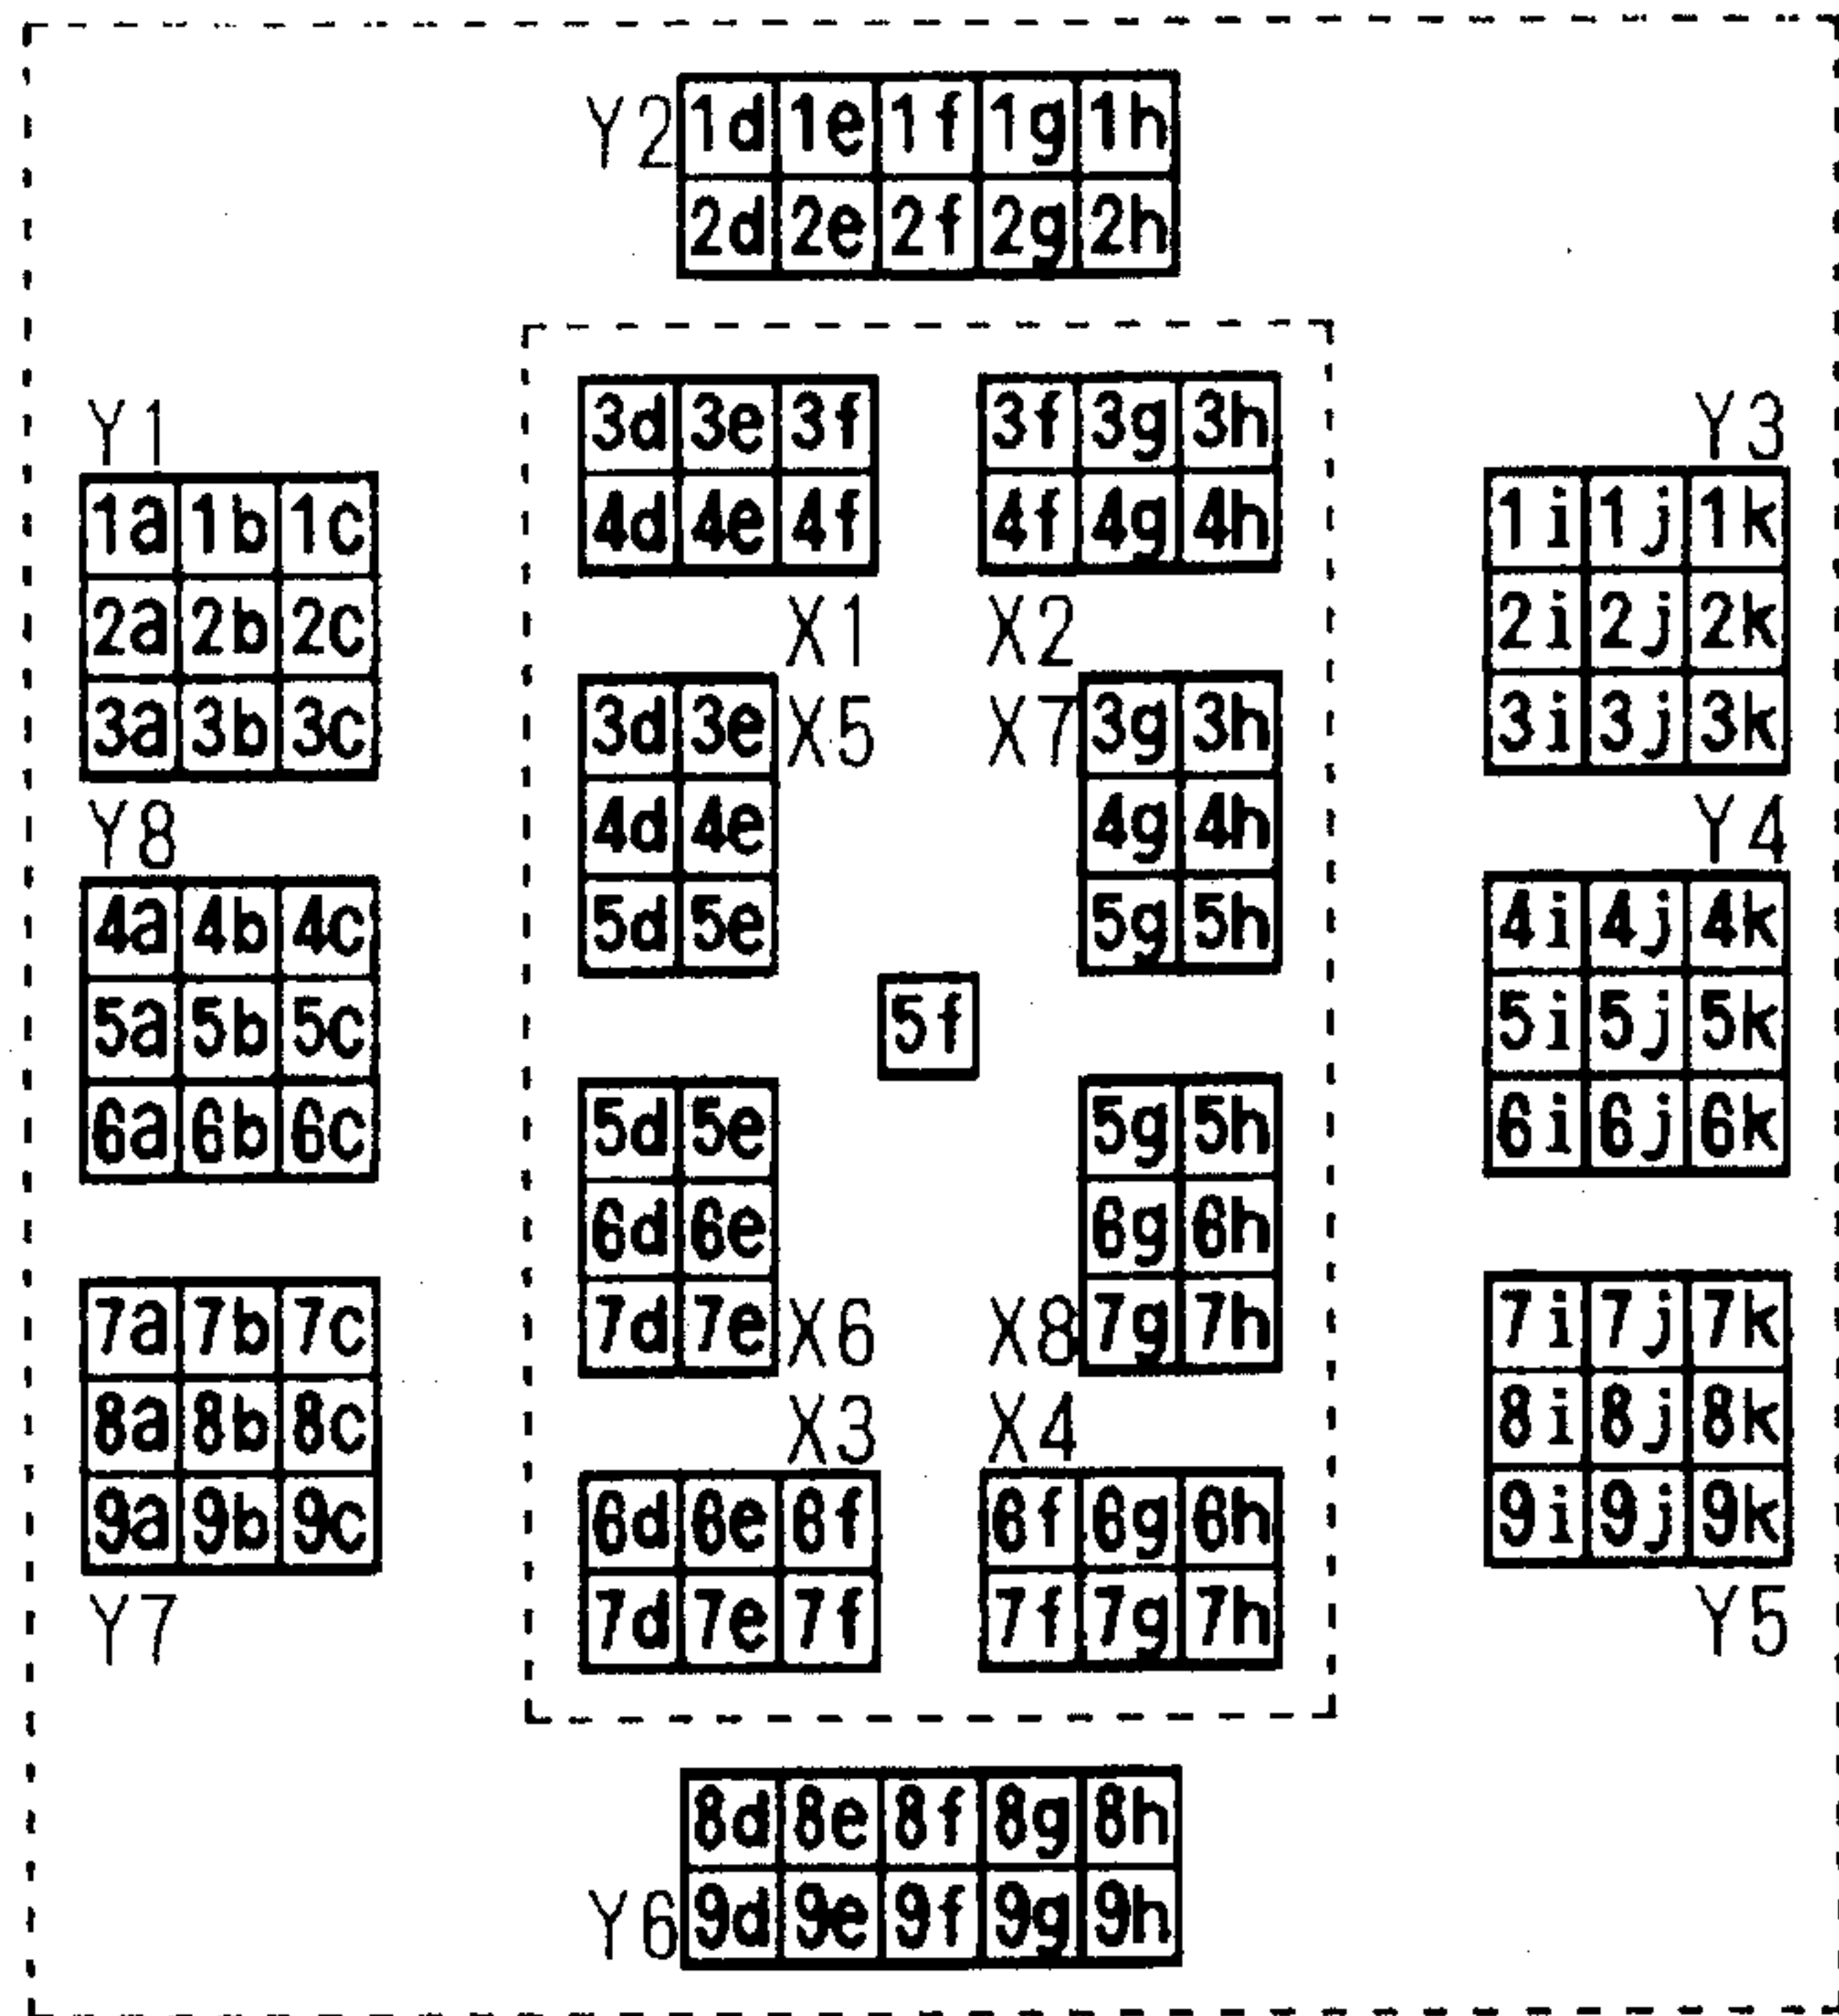 Y2
1d 1e 1f 1g 1h
2d 2e 2f 2g 2h
Y1
1a 1b 1c
2a 2b 2c
3a 3b 3c
Y8
4a 4b 4c
5a 5b 5c
6a 6b 6c
7a 7b 7c
8a 8b 8c
9a 9b 9c
Y7
3d 3e 3f
4d 4e 4f
X1
3f 3g 3h
4f 4g 4h
X2
X5
3d 3e
4d 4e
5d 5e
X7
3g 3h
4g 4h
5g 5h
5f
5d 5e
6d 6e
7d 7e
X6
5g 5h
6g 6h
7g 7h
X8
X3
6d 6e 6f
7d 7e 7f
X4
6f 6g 6h
7f 7g 7h
Y3
1i 1j 1k
2i 2j 2k
3i 3j 3k
Y4
4i 4j 4k
5i 5j 5k
6i 6j 6k
7i 7j 7k
8i 8j 8k
9i 9j 9k
Y5
8d 8e 8f 8g 8h
Y6
9d 9e 9f 9g 9h